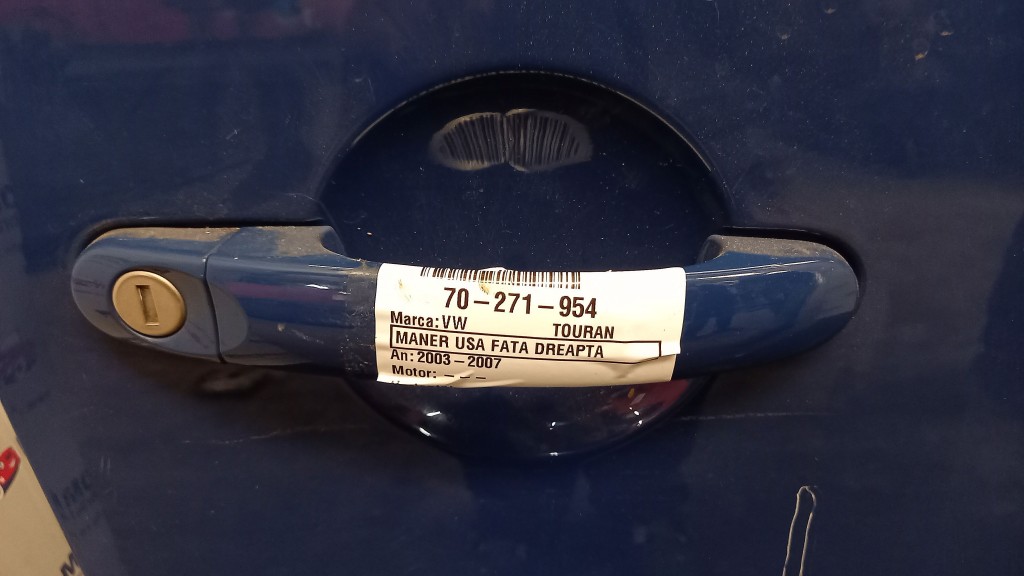 70-271-954
Marca: VW TOURAN
MANER USA FATA DREAPTA
An: 2003-2007
Motor: - - -